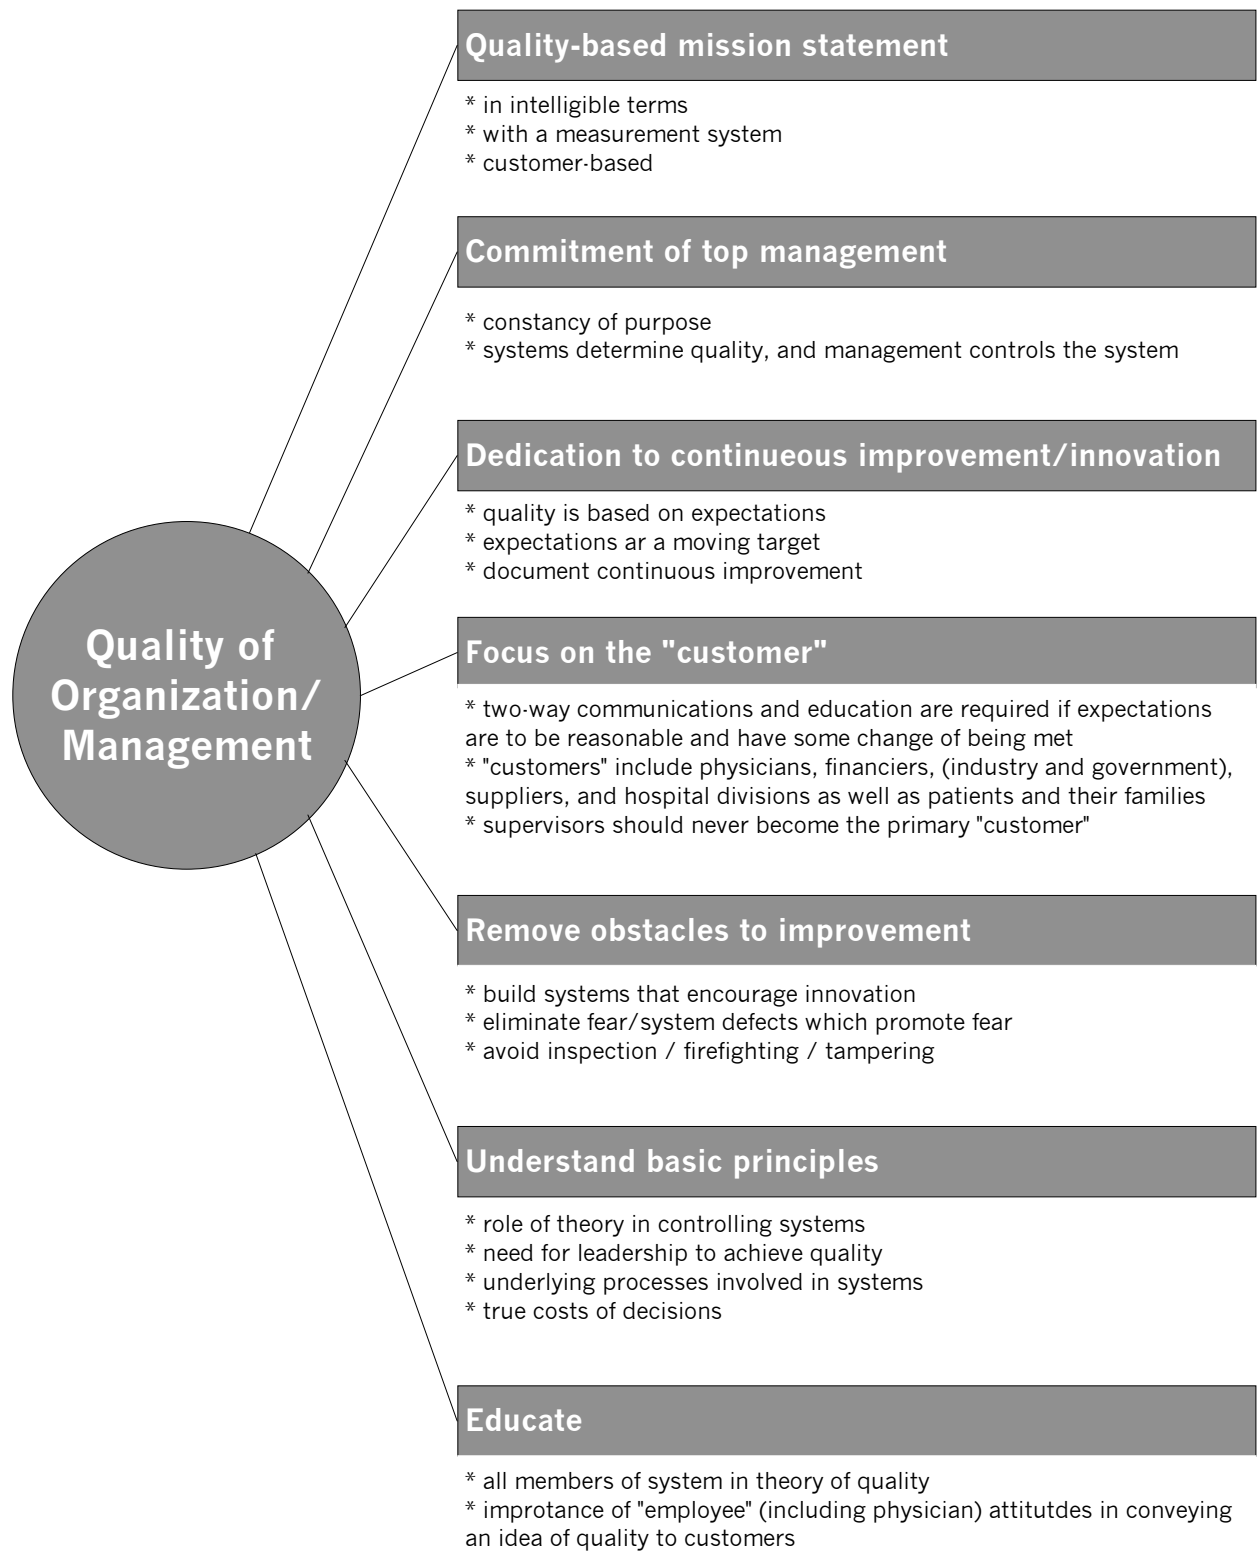 Quality-based mission statement
* in intelligible terms
* with a measurement system
* customer-based
Commitment of top management
* constancy of purpose
* systems determine quality, and management controls the system
Dedication to continueous improvement/innovation
* quality is based on expectations
* expectations ar a moving target
* document continuous improvement
Quality of
Organization/
Management
Focus on the "customer"
* two-way communications and education are required if expectations
are to be reasonable and have some change of being met
* "customers" include physicians, financiers, (industry and government),
suppliers, and hospital divisions as well as patients and their families
* supervisors should never become the primary "customer"
Remove obstacles to improvement
* build systems that encourage innovation
* eliminate fear/system defects which promote fear
* avoid inspection / firefighting / tampering
Understand basic principles
* role of theory in controlling systems
* need for leadership to achieve quality
* underlying processes involved in systems
* true costs of decisions
Educate
* all members of system in theory of quality
* improtance of "employee" (including physician) attitutdes in conveying
an idea of quality to customers